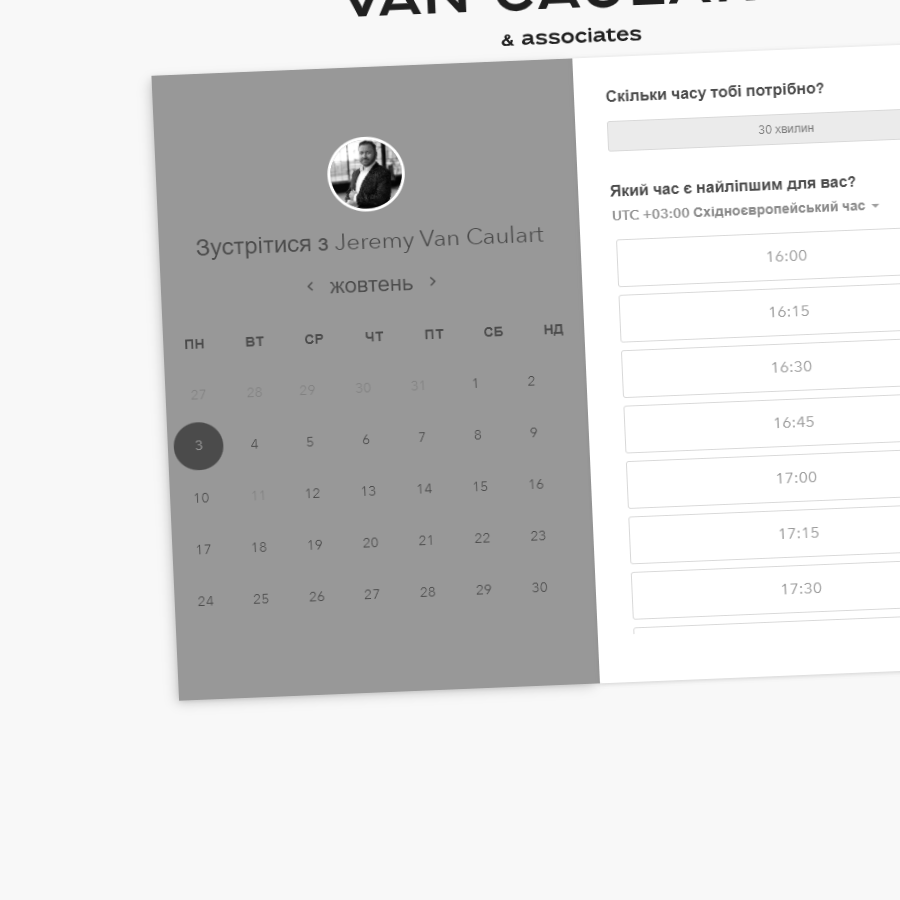 VAN CAULART
& associates
Зустрітися з Jeremy Van Caulart
жовтень
ПН ВТ СР ЧТ ПТ СБ НД
27 28 29 30 31 1 2
3 4 5 6 7 8 9
10 11 12 13 14 15 16
17 18 19 20 21 22 23
24 25 26 27 28 29 30
Скільки часу тобі потрібно?
30 хвилин
Який час є найліпшим для вас?
UTC +03:00 Східноєвропейський час
16:00
16:15
16:30
16:45
17:00
17:15
17:30